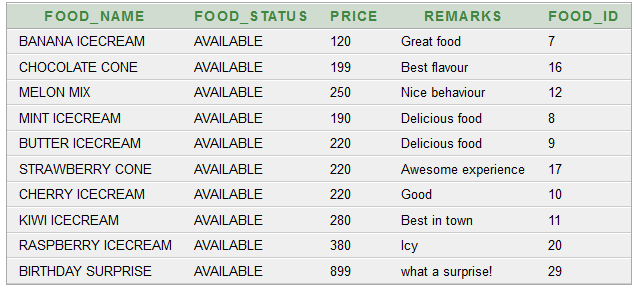 FOOD_NAME FOOD_STATUS PRICE REMARKS FOOD_ID
BANANA ICECREAM AVAILABLE 120 Great food 7
CHOCOLATE CONE AVAILABLE 199 Best flavour 16
MELON MIX AVAILABLE 250 Nice behaviour 12
MINT ICECREAM AVAILABLE 190 Delicious food 8
BUTTER ICECREAM AVAILABLE 220 Delicious food 9
STRAWBERRY CONE AVAILABLE 220 Awesome experience 17
CHERRY ICECREAM AVAILABLE 220 Good 10
KIWI ICECREAM AVAILABLE 280 Best in town 11
RASPBERRY ICECREAM AVAILABLE 380 Icy 20
BIRTHDAY SURPRISE AVAILABLE 899 what a surprise! 29